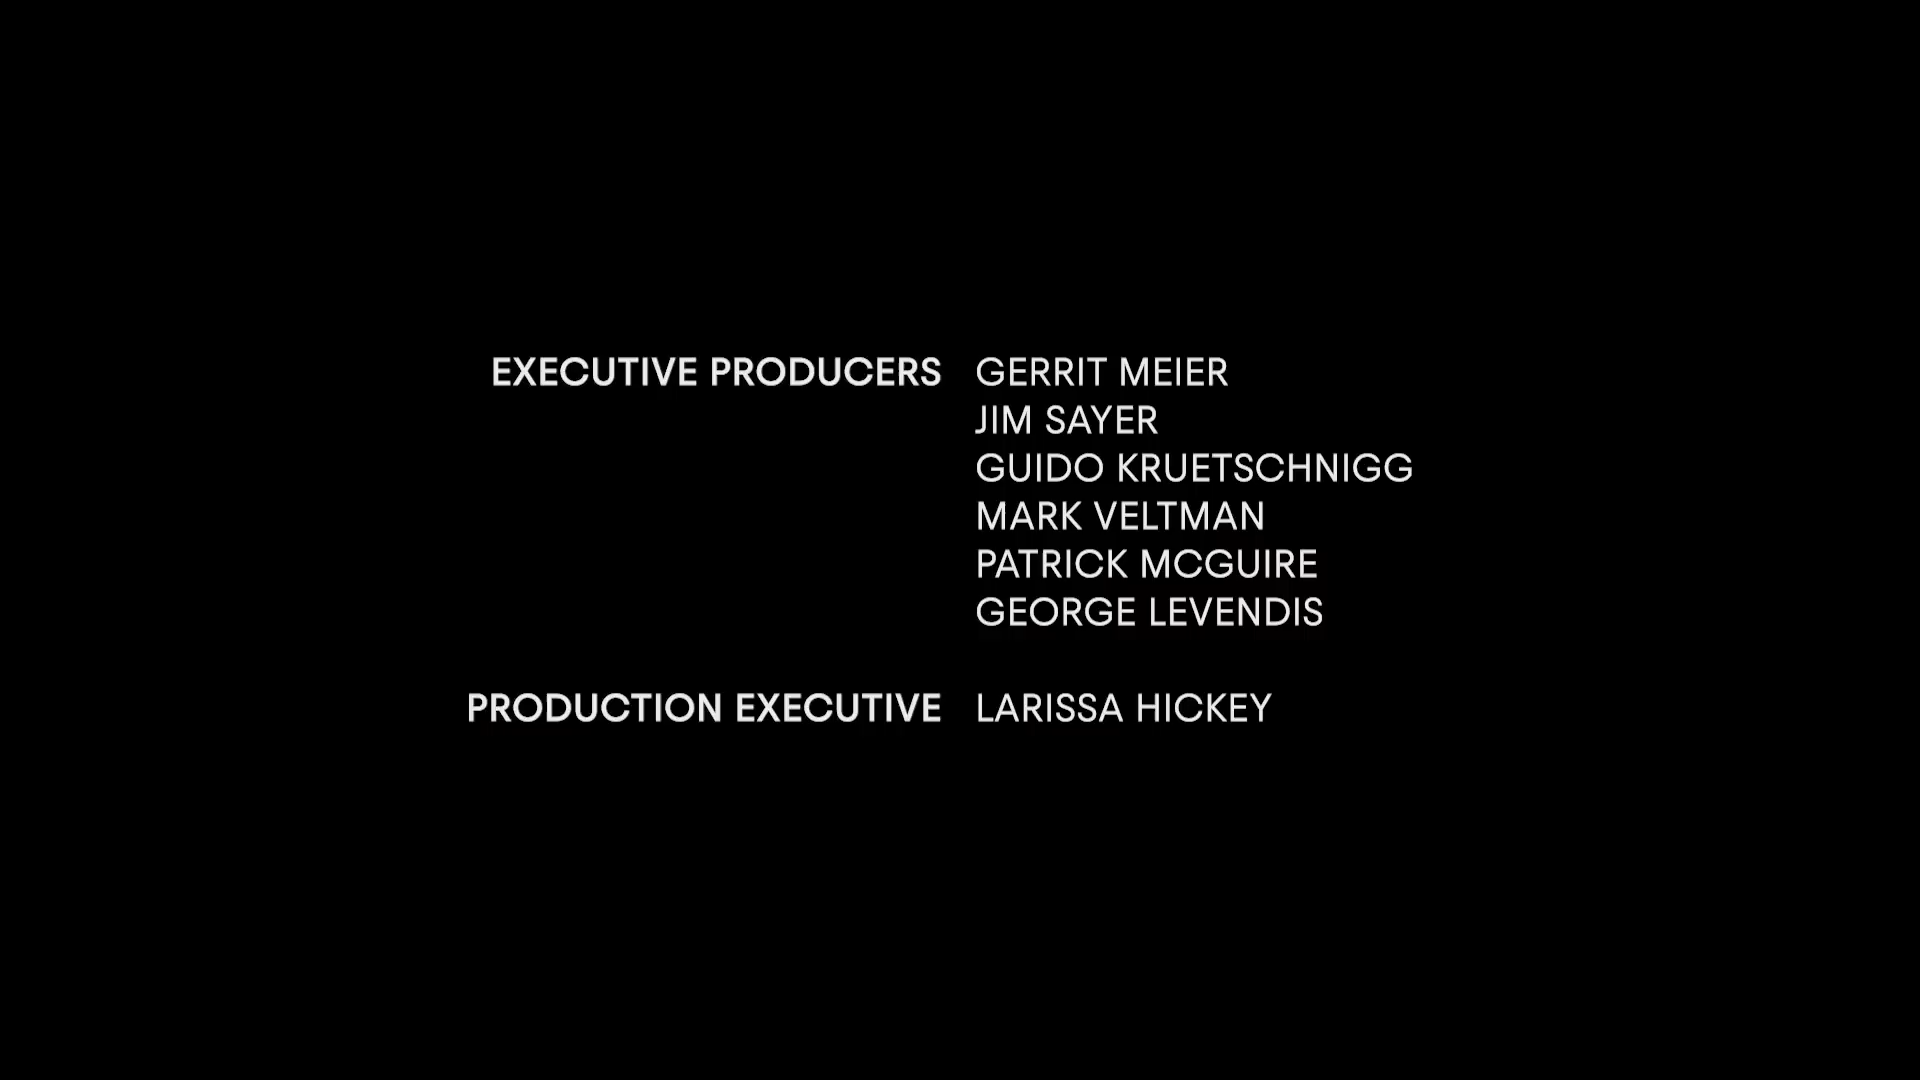 EXECUTIVE PRODUCERS GERRIT MEIER
JIM SAYER
GUIDO KRUETSCHNIGG
MARK VELTMAN
PATRICK MCGUIRE
GEORGE LEVENDIS
PRODUCTION EXECUTIVE LARISSA HICKEY